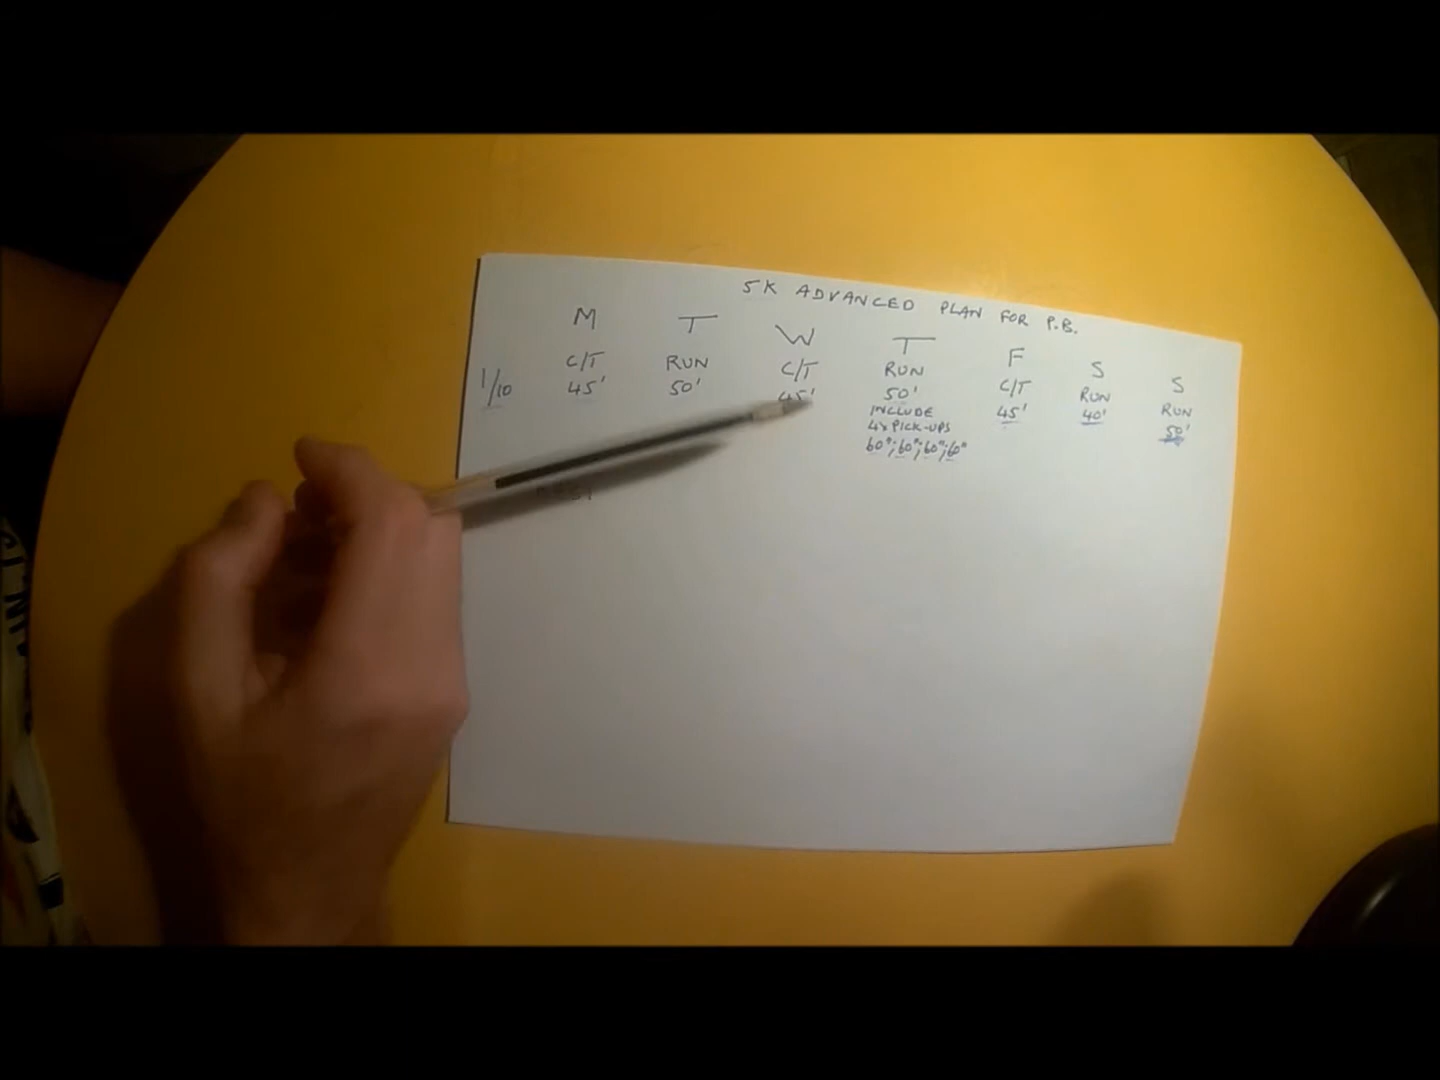 5K ADVANCED PLAN FOR P.B.
M T W T F S S
1/10
C/T
45'
RUN
50'
C/T
45'
RUN
50'
INCLUDE
4x PICK-UPS
60";60";60";60"
C/T
45'
RUN
40'
RUN
50'